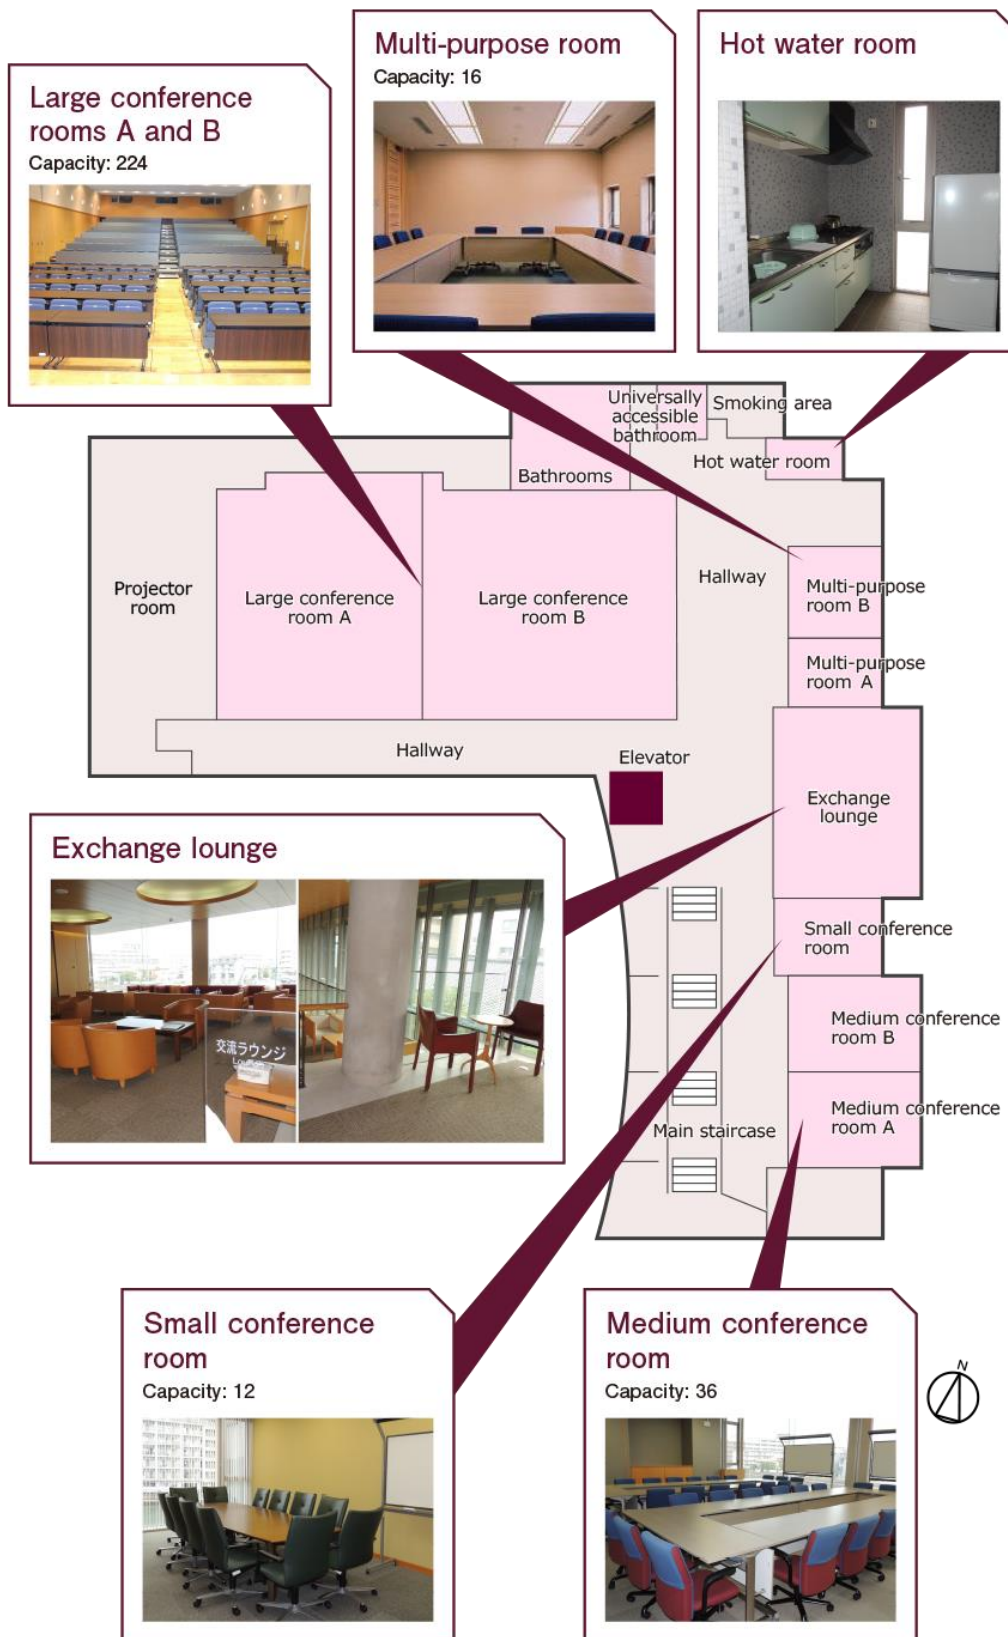 Large conference
rooms A and B
Capacity: 224
Multi-purpose room
Capacity: 16
Hot water room
Universally
accessible
bathroom
Smoking area
Hot water room
Bathrooms
Projector
room
Large conference
room A
Large conference
room B
Hallway
Multi-purpose
room B
Multi-purpose
room A
Hallway
Elevator
Exchange
lounge
Exchange lounge
交流ラウンジ
Small conference
room
Medium conference
room B
Medium conference
room A
Main staircase
Small conference
room
Capacity: 12
Medium conference
room
Capacity: 36
N